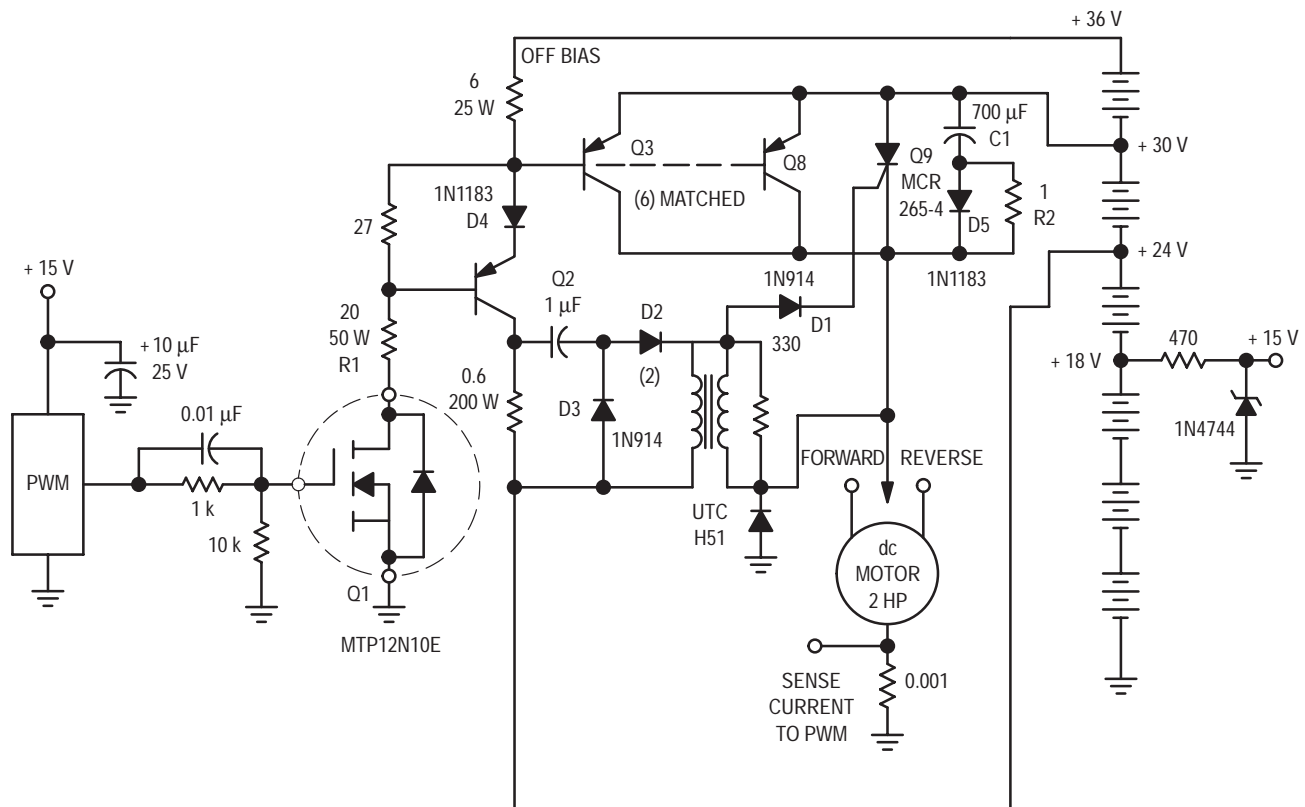 + 36 V
OFF BIAS
6
25 W
700 µF
C1
Q3
Q8
Q9
MCR
265-4
+ 30 V
1N1183
D4
(6) MATCHED
1
R2
D5
27
+ 15 V
Q2
1 µF
1N914
1N1183
+ 24 V
D2
D1
20
50 W
R1
330
+ 10 µF
25 V
(2)
+ 18 V
470
+ 15 V
0.6
200 W
D3
1N914
1N4744
0.01 µF
FORWARD
REVERSE
PWM
1 k
UTC
H51
10 k
dc
MOTOR
2 HP
Q1
MTP12N10E
SENSE
CURRENT
TO PWM
0.001